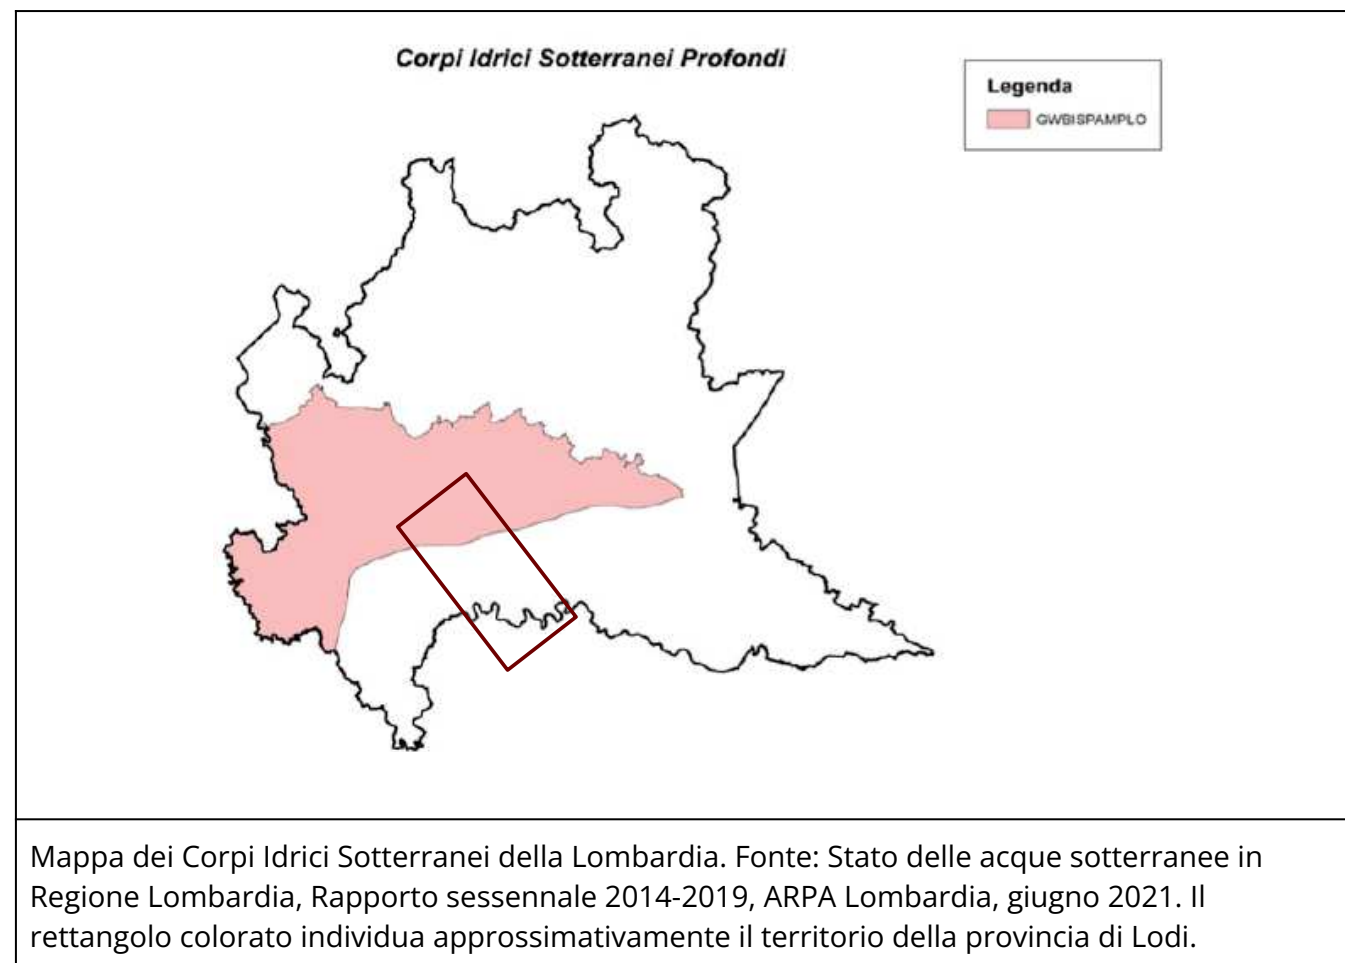 Corpi Idrici Sotterranei Profondi
Legenda
GWBISPAMPLO
Mappa dei Corpi Idrici Sotterranei della Lombardia. Fonte: Stato delle acque sotterranee in
Regione Lombardia, Rapporto sessennale 2014-2019, ARPA Lombardia, giugno 2021. Il
rettangolo colorato individua approssimativamente il territorio della provincia di Lodi.